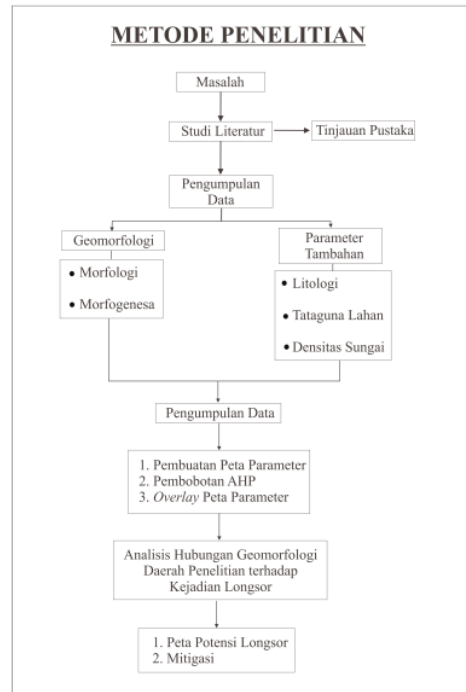 METODE PENELITIAN
Masalah
Studi Literatur
Tinjauan Pustaka
Pengumpulan
Data
Geomorfologi
• Morfologi
• Morfogenesa
Parameter
Tambahan
• Litologi
• Tataguna Lahan
• Densitas Sungai
Pengumpulan Data
1. Pembuatan Peta Parameter
2. Pembobotan AHP
3. Overlay Peta Parameter
Analisis Hubungan Geomorfologi
Daerah Penelitian terhadap
Kejadian Longsor
1. Peta Potensi Longsor
2. Mitigasi